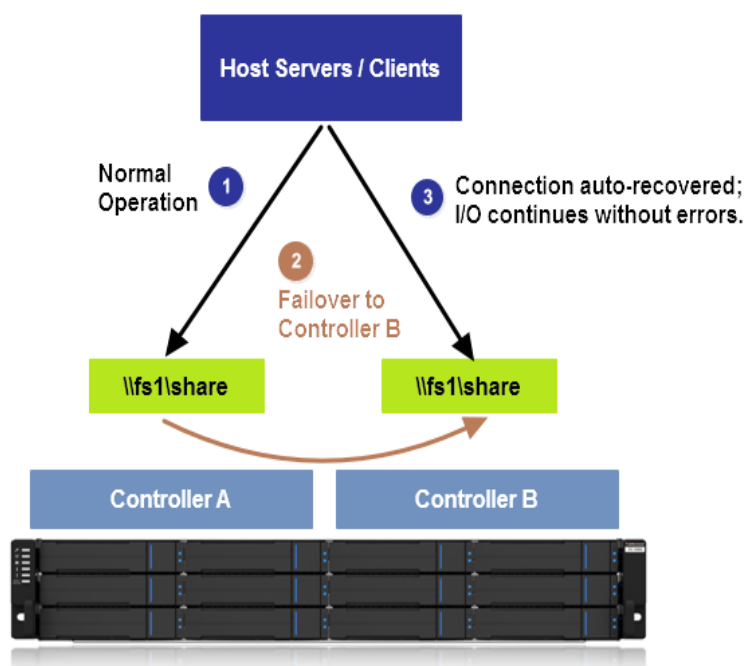 Host Servers / Clients
Normal
Operation
1
3
Connection auto-recovered;
I/O continues without errors.
2
Failover to
Controller B
\\fs1\share
\\fs1\share
Controller A
Controller B